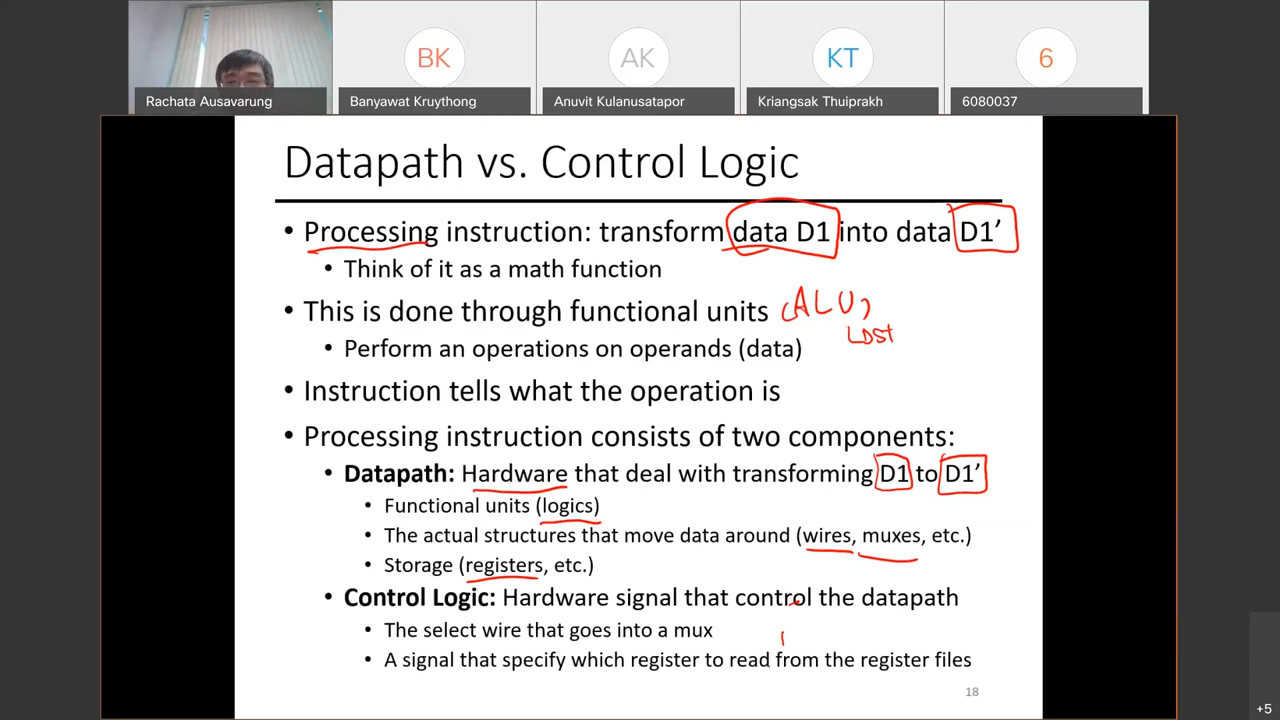 BK
AK
KT
6
Rachata Ausavarung
Banyawat Kruythong
Anuvit Kulanusatapor
Kriangsak Thuiprakh
6080037
Datapath vs. Control Logic
• Processing instruction: transform data D1 into data D1’
• Think of it as a math function
• This is done through functional units (ALU,
LDST
• Perform an operations on operands (data)
• Instruction tells what the operation is
• Processing instruction consists of two components:
• Datapath: Hardware that deal with transforming D1 to D1’
• Functional units (logics)
• The actual structures that move data around (wires, muxes, etc.)
• Storage (registers, etc.)
• Control Logic: Hardware signal that control the datapath
• The select wire that goes into a mux
• A signal that specify which register to read from the register files
18
+5